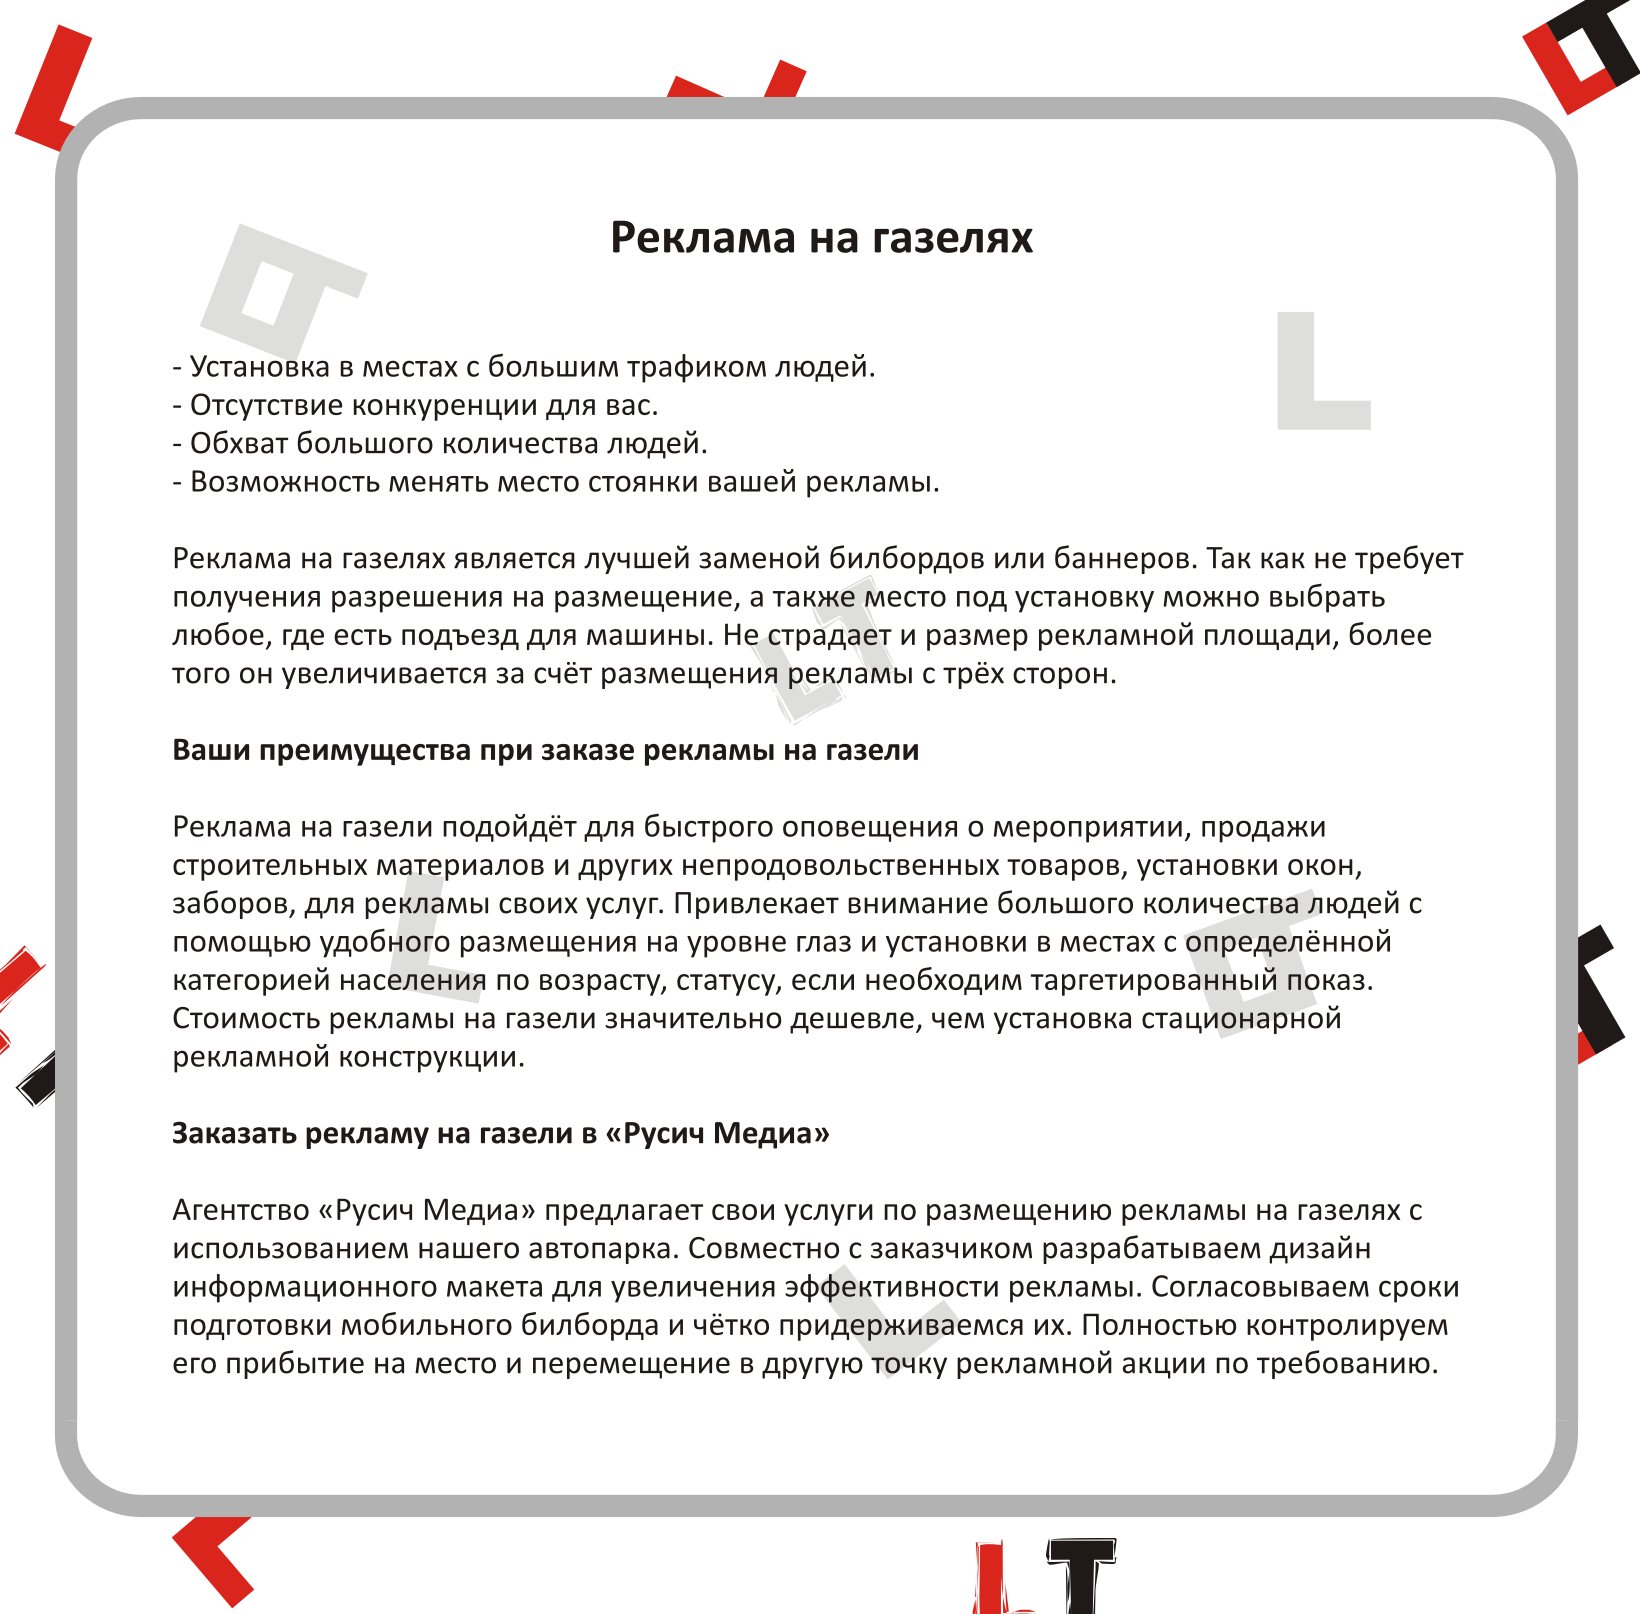 Реклама на газелях
- Установка в местах с большим трафиком людей.
- Отсутствие конкуренции для вас.
- Обхват большого количества людей.
- Возможность менять место стоянки вашей рекламы.
Реклама на газелях является лучшей заменой билбордов или баннеров. Так как не требует
получения разрешения на размещение, а также место под установку можно выбрать
любое, где есть подъезд для машины. Не страдает и размер рекламной площади, более
того он увеличивается за счёт размещения рекламы с трёх сторон.
Ваши преимущества при заказе рекламы на газели
Реклама на газели подойдёт для быстрого оповещения о мероприятии, продажи
строительных материалов и других непродовольственных товаров, установки окон,
заборов, для рекламы своих услуг. Привлекает внимание большого количества людей с
помощью удобного размещения на уровне глаз и установки в местах с определённой
категорией населения по возрасту, статусу, если необходим таргетированный показ.
Стоимость рекламы на газели значительно дешевле, чем установка стационарной
рекламной конструкции.
Заказать рекламу на газели в «Русич Медиа»
Агентство «Русич Медиа» предлагает свои услуги по размещению рекламы на газелях с
использованием нашего автопарка. Совместно с заказчиком разрабатываем дизайн
информационного макета для увеличения эффективности рекламы. Согласовываем сроки
подготовки мобильного билборда и чётко придерживаемся их. Полностью контролируем
его прибытие на место и перемещение в другую точку рекламной акции по требованию.
LT